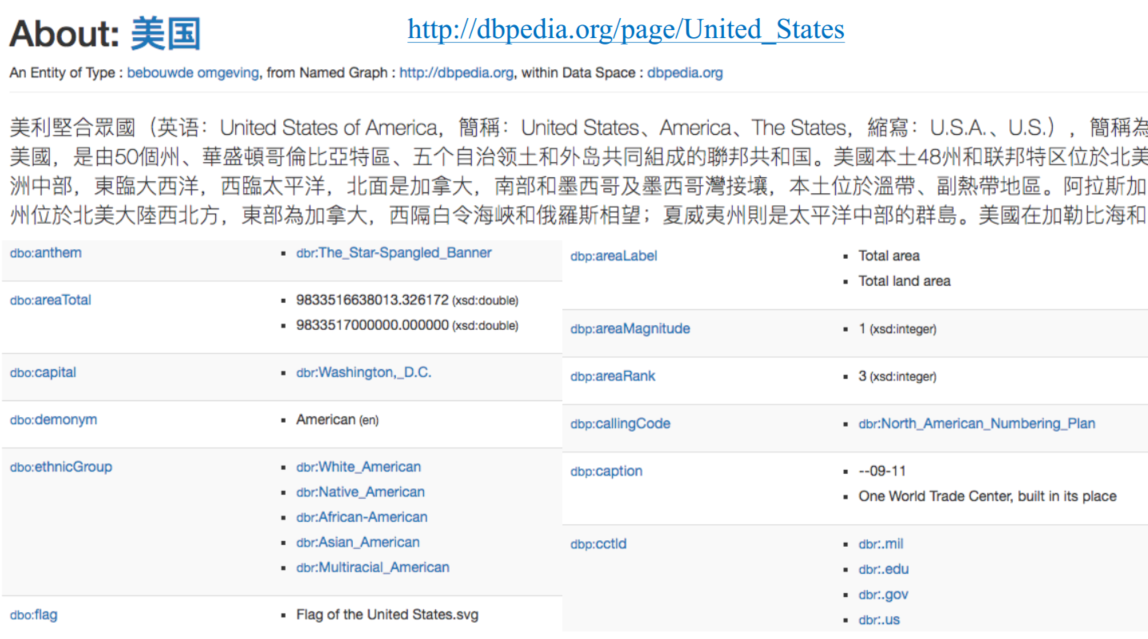 About: 美国
http://dbpedia.org/page/United_States
An Entity of Type : bebouwde omgeving, from Named Graph : http://dbpedia.org, within Data Space : dbpedia.org
美利堅合眾國（英语：United States of America，簡稱：United States、America、The States，縮寫：U.S.A.、U.S.），簡稱為
美國，是由50個州、華盛頓哥倫比亞特區、五个自治领土和外岛共同組成的聯邦共和国。美國本土48州和联邦特区位於北美
洲中部，東臨大西洋，西臨太平洋，北面是加拿大，南部和墨西哥及墨西哥灣接壤，本土位於溫帶、副熱帶地區。阿拉斯加
州位於北美大陸西北方，東部為加拿大，西隔白令海峽和俄羅斯相望；夏威夷州則是太平洋中部的群島。美國在加勒比海和
dbo:anthem
dbr:The_Star-Spangled_Banner
dbo:areaTotal
9833516638013.326172 (xsd:double)
9833517000000.000000 (xsd:double)
dbo:capital
dbr:Washington,_D.C.
dbo:demonym
American (en)
dbo:ethnicGroup
dbr:White_American
dbr:Native_American
dbr:African-American
dbr:Asian_American
dbr:Multiracial_American
dbo:flag
Flag of the United States.svg
dbp:areaLabel
Total area
Total land area
dbp:areaMagnitude
1 (xsd:integer)
dbp:areaRank
3 (xsd:integer)
dbp:callingCode
dbr:North_American_Numbering_Plan
dbp:caption
--09-11
One World Trade Center, built in its place
dbp:cctld
dbr:.mil
dbr:.edu
dbr:.gov
dbr:.us